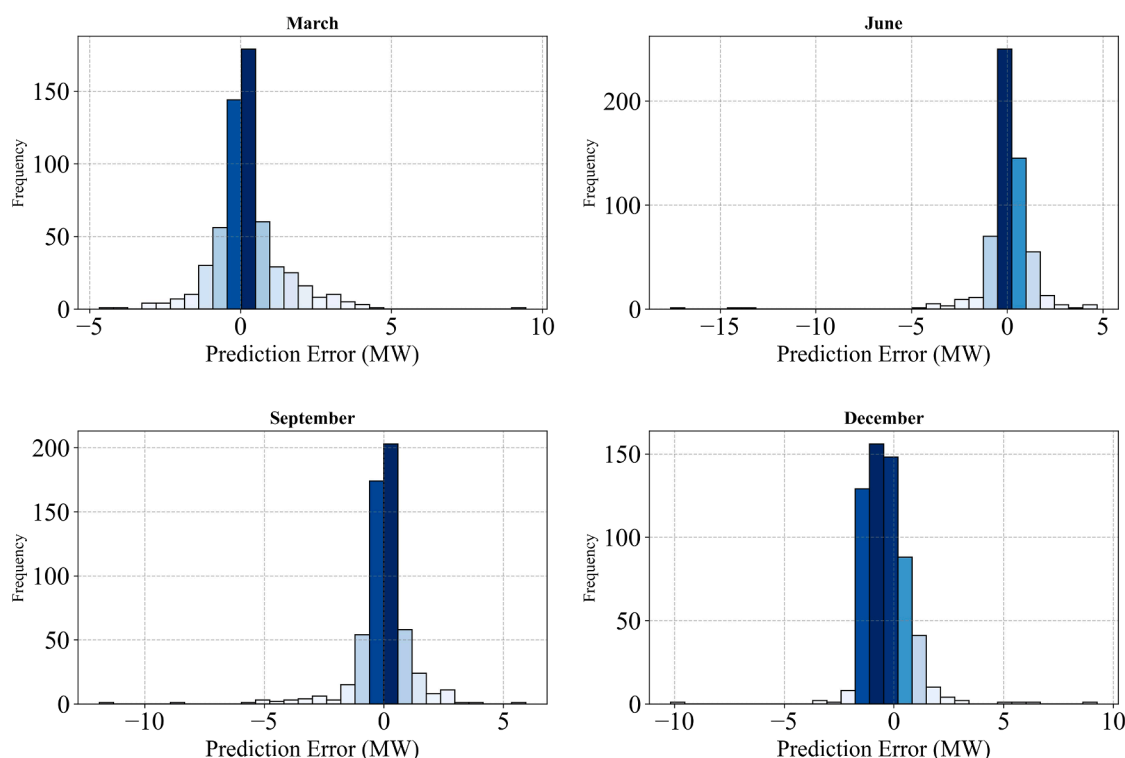 March
Frequency
150
100
50
0
−5 0 5 10
Prediction Error (MW)
June
Frequency
200
100
0
−15 −10 −5 0 5
Prediction Error (MW)
September
Frequency
200
150
100
50
0
−10 −5 0 5
Prediction Error (MW)
December
Frequency
150
100
50
0
−10 −5 0 5 10
Prediction Error (MW)